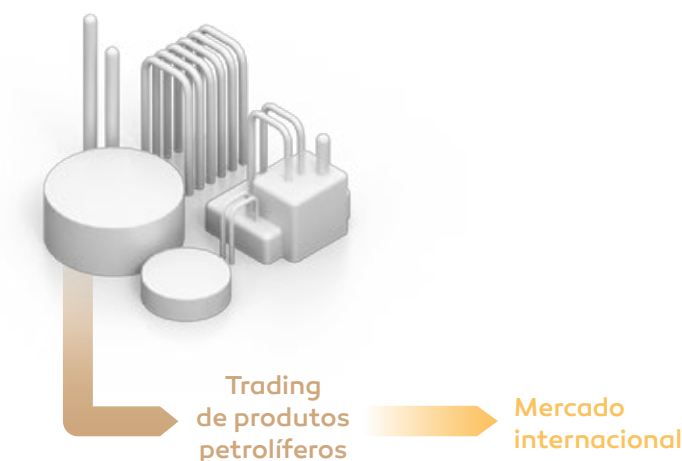 Trading
de produtos
petrolíferos
Mercado
internacional